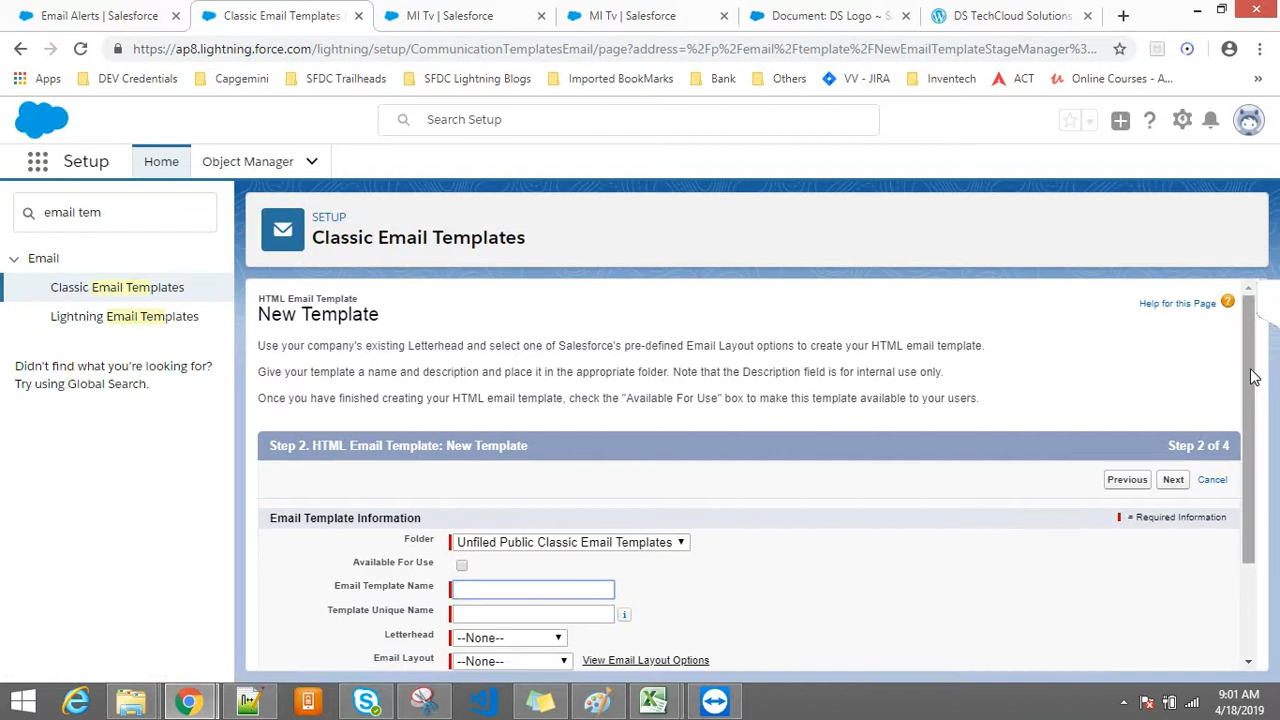 Email Alerts | Salesforce
Classic Email Templates
MI Tv | Salesforce
MI Tv | Salesforce
Document: DS Logo ~ S
DS TechCloud Solutions
https://ap8.lightning.force.com/lightning/setup/CommunicationTemplatesEmail/page?address=%2Fp%2Femail%2Ftemplate%2FNewEmailTemplateStageManager%3...
Apps
DEV Credentials
Capgemini
SFDC Trailheads
SFDC Lightning Blogs
Imported BookMarks
Bank
Others
VV - JIRA
Inventech
ACT
Online Courses - A...
»
Search Setup
Setup
Home
Object Manager
email tem
SETUP
Classic Email Templates
Email
Classic Email Templates
Lightning Email Templates
Didn't find what you're looking for?
Try using Global Search.
HTML Email Template
New Template
Help for this Page ?
Use your company's existing Letterhead and select one of Salesforce's pre-defined Email Layout options to create your HTML email template.
Give your template a name and description and place it in the appropriate folder. Note that the Description field is for internal use only.
Once you have finished creating your HTML email template, check the "Available For Use" box to make this template available to your users.
Step 2. HTML Email Template: New Template
Step 2 of 4
Previous
Next
Cancel
Email Template Information
= Required Information
Folder
Unfiled Public Classic Email Templates
Available For Use
Email Template Name
Template Unique Name
i
Letterhead
--None--
Email Layout
--None--
View Email Layout Options
9:01 AM
4/18/2019